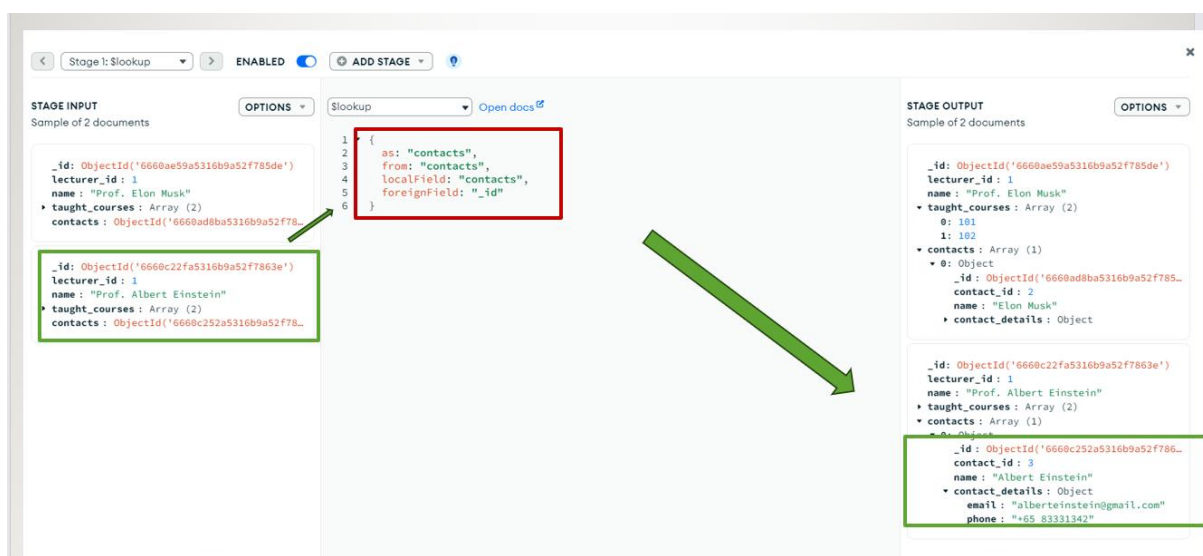 Stage 1: $lookup
ENABLED
ADD STAGE
STAGE INPUT
OPTIONS
Sample of 2 documents
_id: ObjectId('6660ae59a5316b9a52f785de')
lecturer_id : 1
name : "Prof. Elon Musk"
taught_courses : Array (2)
contacts : ObjectId('6660ad8ba5316b9a52f78…
_id: ObjectId('6660c22fa5316b9a52f7863e')
lecturer_id : 1
name : "Prof. Albert Einstein"
taught_courses : Array (2)
contacts : ObjectId('6660c252a5316b9a52f78…
$lookup
Open docs
1 {
2 as: "contacts",
3 from: "contacts",
4 localField: "contacts",
5 foreignField: "_id"
6 }
STAGE OUTPUT
OPTIONS
Sample of 2 documents
_id: ObjectId('6660ae59a5316b9a52f785de')
lecturer_id : 1
name : "Prof. Elon Musk"
taught_courses : Array (2)
0: 101
1: 102
contacts : Array (1)
0: Object
_id : ObjectId('6660ad8ba5316b9a52f785…
contact_id : 2
name : "Elon Musk"
contact_details : Object
_id: ObjectId('6660c22fa5316b9a52f7863e')
lecturer_id : 1
name : "Prof. Albert Einstein"
taught_courses : Array (2)
contacts : Array (1)
0: Object
_id : ObjectId('6660c252a5316b9a52f786…
contact_id : 3
name : "Albert Einstein"
contact_details : Object
email : "alberteinstein@gmail.com"
phone : "+65 83331342"